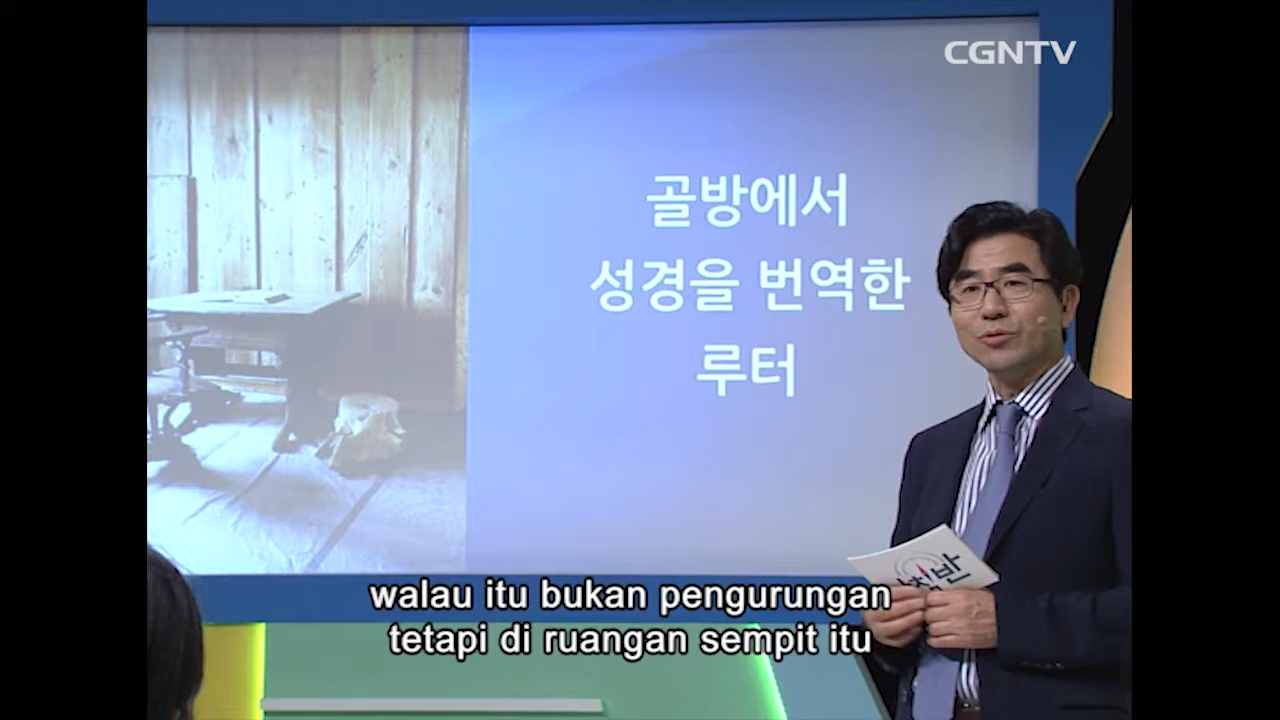 CGNTV
골방에서
성경을 번역한
루터
walau itu bukan pengurungan
tetapi di ruangan sempit itu